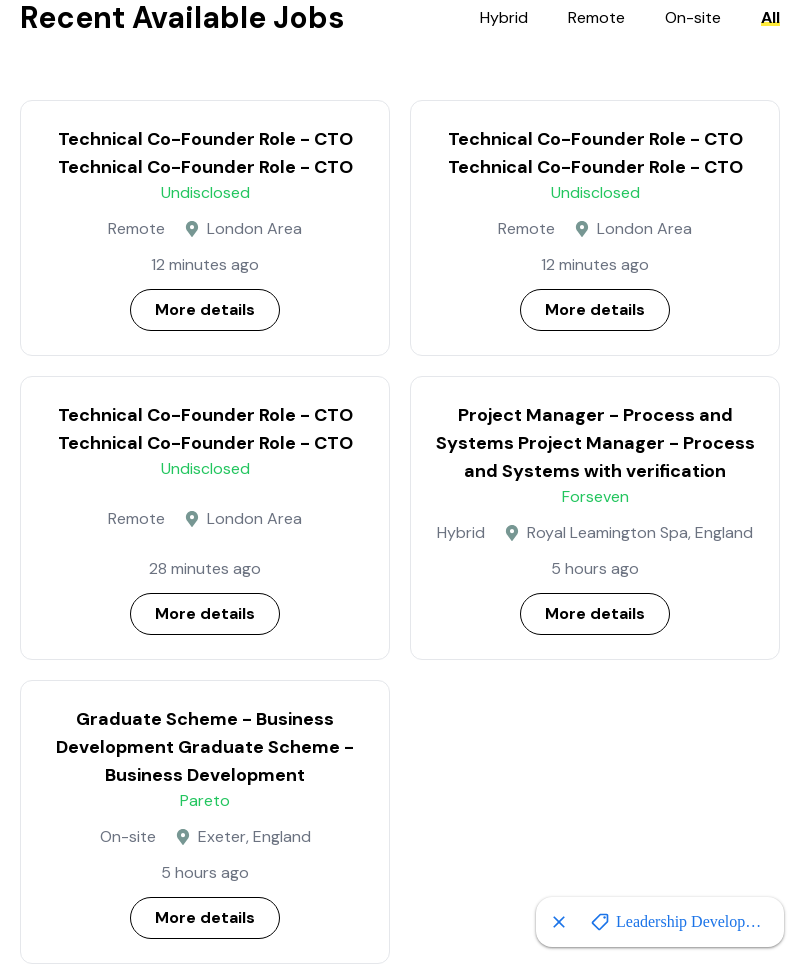 Recent Available Jobs
Hybrid Remote On-site All
Technical Co-Founder Role - CTO
Technical Co-Founder Role - CTO
Undisclosed
Remote London Area
12 minutes ago
More details
Technical Co-Founder Role - CTO
Technical Co-Founder Role - CTO
Undisclosed
Remote London Area
12 minutes ago
More details
Technical Co-Founder Role - CTO
Technical Co-Founder Role - CTO
Undisclosed
Remote London Area
28 minutes ago
More details
Project Manager - Process and
Systems Project Manager - Process
and Systems with verification
Forseven
Hybrid Royal Leamington Spa, England
5 hours ago
More details
Graduate Scheme - Business
Development Graduate Scheme -
Business Development
Pareto
On-site Exeter, England
5 hours ago
More details
Leadership Develop…